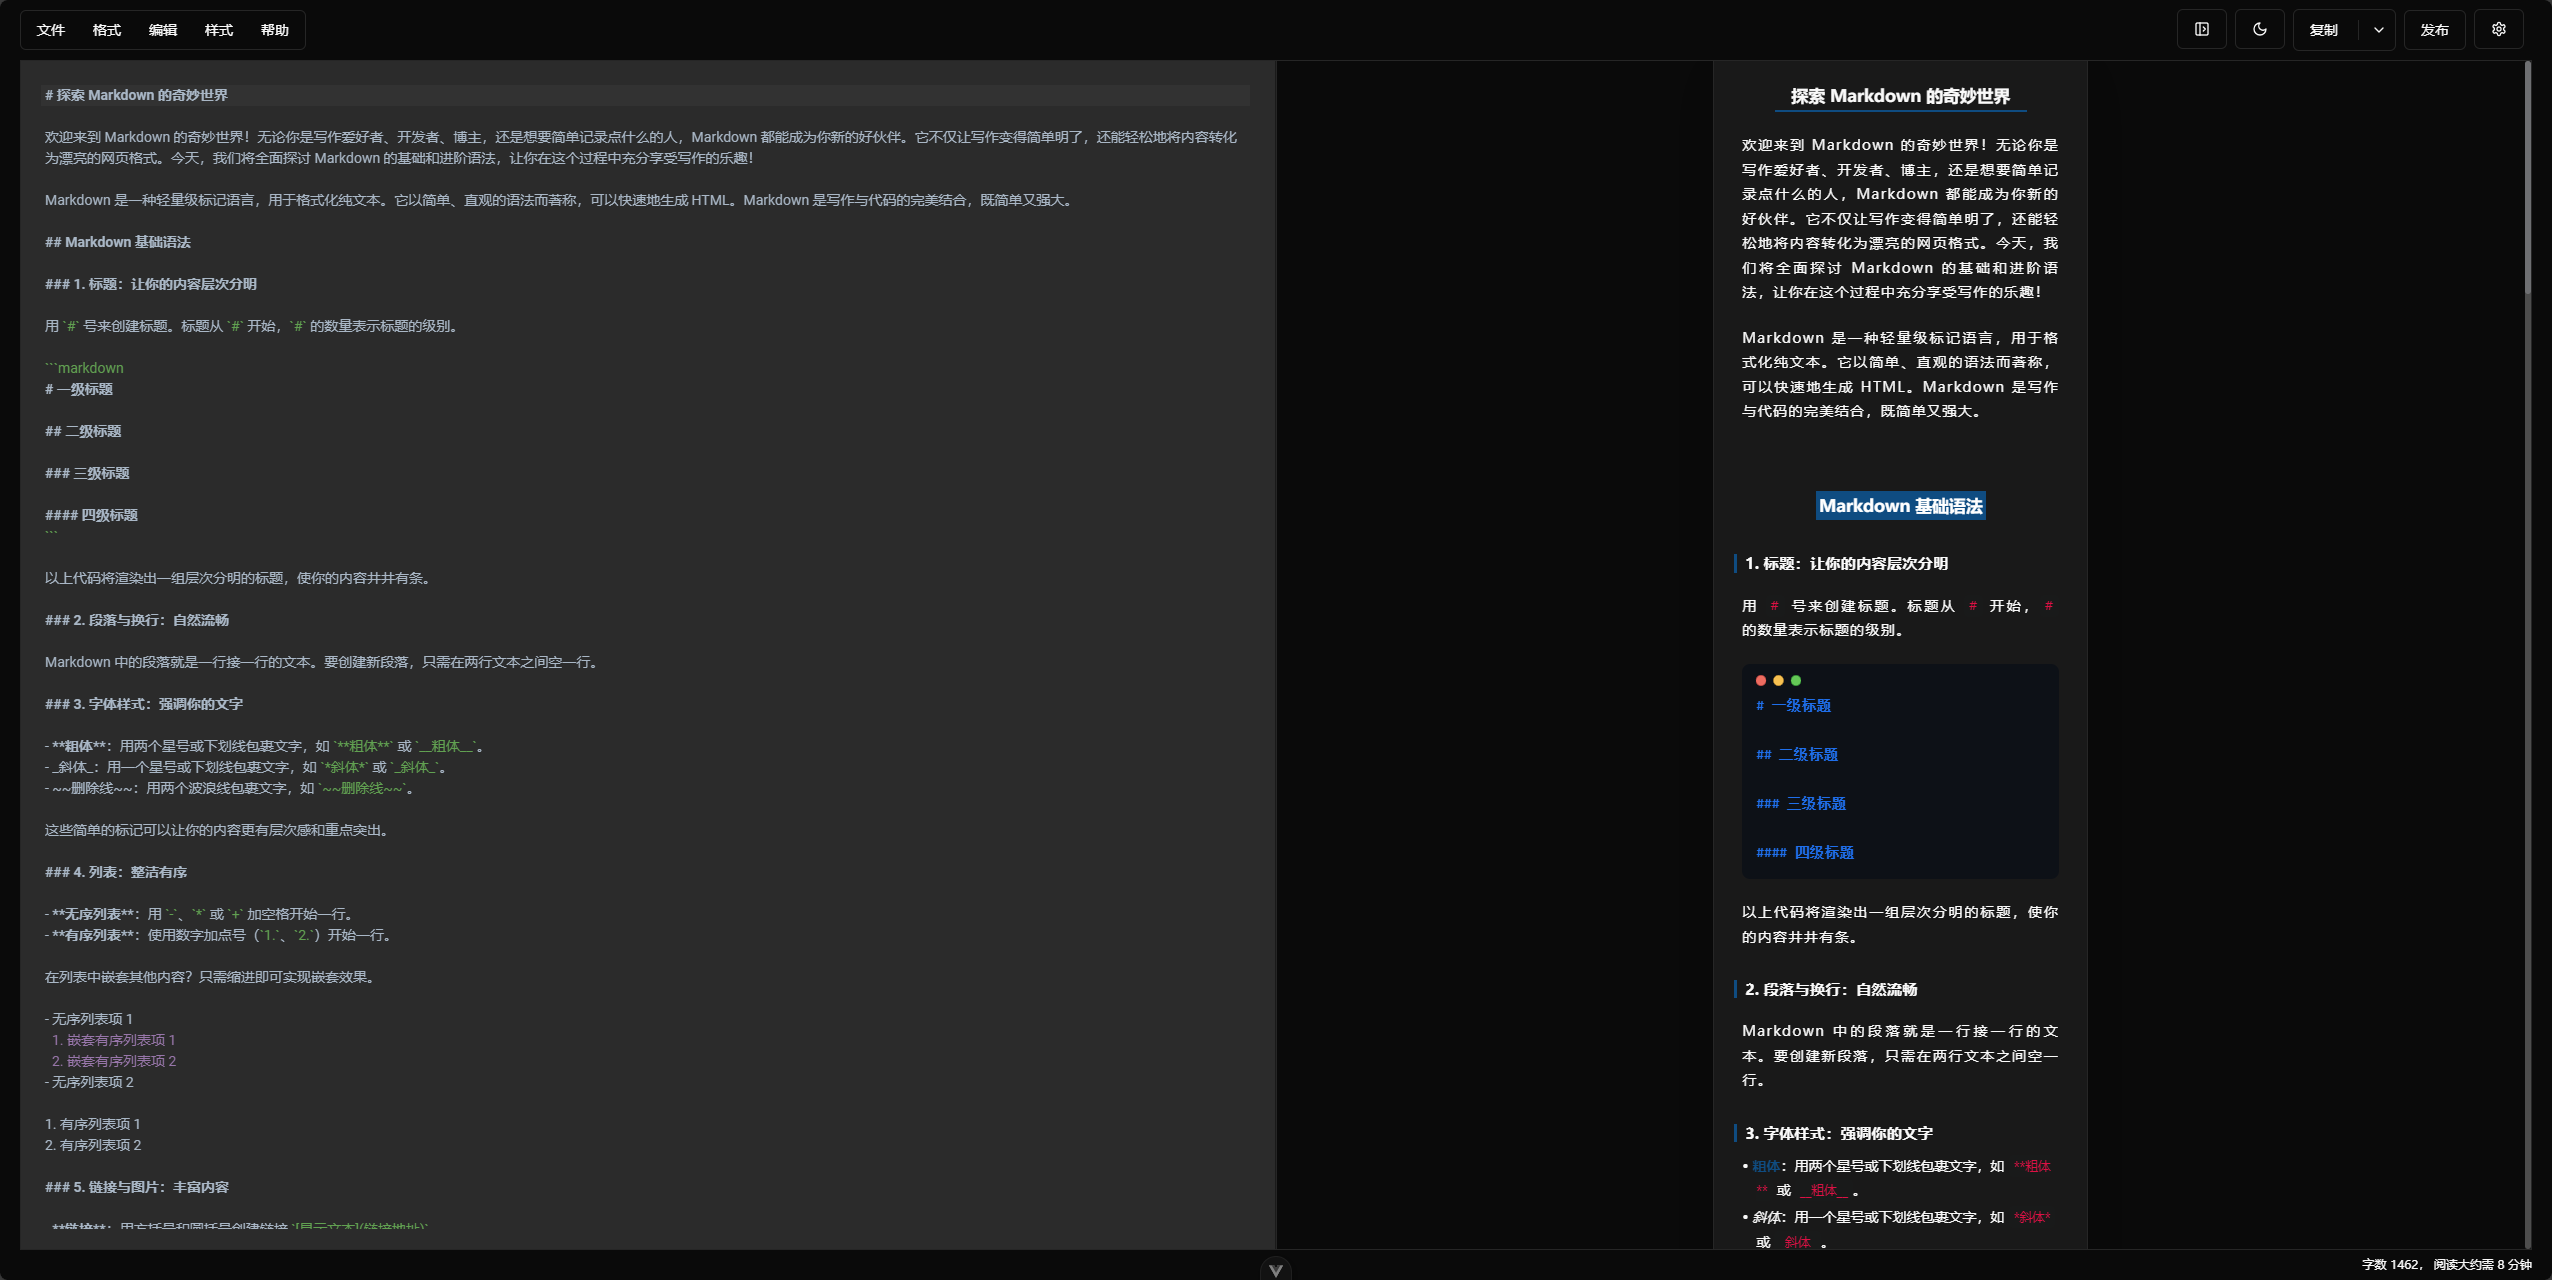 文件 格式 编辑 样式 帮助
复制 发布
# 探索 Markdown 的奇妙世界
欢迎来到 Markdown 的奇妙世界！无论你是写作爱好者、开发者、博主，还是想要简单记录点什么的人，Markdown 都能成为你新的好伙伴。它不仅让写作变得简单明了，还能轻松地将内容转化
为漂亮的网页格式。今天，我们将全面探讨 Markdown 的基础和进阶语法，让你在这个过程中充分享受写作的乐趣！
Markdown 是一种轻量级标记语言，用于格式化纯文本。它以简单、直观的语法而著称，可以快速地生成 HTML。Markdown 是写作与代码的完美结合，既简单又强大。
## Markdown 基础语法
### 1. 标题：让你的内容层次分明
用 `#` 号来创建标题。标题从 `#` 开始，`#` 的数量表示标题的级别。
```markdown
# 一级标题
## 二级标题
### 三级标题
#### 四级标题
```
以上代码将渲染出一组层次分明的标题，使你的内容井井有条。
### 2. 段落与换行：自然流畅
Markdown 中的段落就是一行接一行的文本。要创建新段落，只需在两行文本之间空一行。
### 3. 字体样式：强调你的文字
- **粗体**：用两个星号或下划线包裹文字，如 `**粗体**` 或 `__粗体__`。
- _斜体_：用一个星号或下划线包裹文字，如 `*斜体*` 或 `_斜体_`。
- ~~删除线~~：用两个波浪线包裹文字，如 `~~删除线~~`。
这些简单的标记可以让你的内容更有层次感和重点突出。
### 4. 列表：整洁有序
- **无序列表**：用 `-`、`*` 或 `+` 加空格开始一行。
- **有序列表**：使用数字加点号（`1.`、`2.`）开始一行。
在列表中嵌套其他内容？只需缩进即可实现嵌套效果。
- 无序列表项 1
1. 嵌套有序列表项 1
2. 嵌套有序列表项 2
- 无序列表项 2
1. 有序列表项 1
2. 有序列表项 2
### 5. 链接与图片：丰富内容
- **链接**：用方括号和圆括号创建链接 `[显示文本](链接地址)`
探索 Markdown 的奇妙世界
欢迎来到 Markdown 的奇妙世界！无论你是
写作爱好者、开发者、博主，还是想要简单记
录点什么的人，Markdown 都能成为你新的
好伙伴。它不仅让写作变得简单明了，还能轻
松地将内容转化为漂亮的网页格式。今天，我
们将全面探讨 Markdown 的基础和进阶语
法，让你在这个过程中充分享受写作的乐趣！
Markdown 是一种轻量级标记语言，用于格
式化纯文本。它以简单、直观的语法而著称，
可以快速地生成 HTML。Markdown 是写作
与代码的完美结合，既简单又强大。
Markdown 基础语法
1. 标题：让你的内容层次分明
用 # 号来创建标题。标题从 # 开始， #
的数量表示标题的级别。
# 一级标题
## 二级标题
### 三级标题
#### 四级标题
以上代码将渲染出一组层次分明的标题，使你
的内容井井有条。
2. 段落与换行：自然流畅
Markdown 中的段落就是一行接一行的文
本。要创建新段落，只需在两行文本之间空一
行。
3. 字体样式：强调你的文字
• 粗体：用两个星号或下划线包裹文字，如 **粗体
** 或 __粗体__ 。
• 斜体：用一个星号或下划线包裹文字，如 *斜体*
或 _斜体_ 。
字数 1462， 阅读大约需 8 分钟